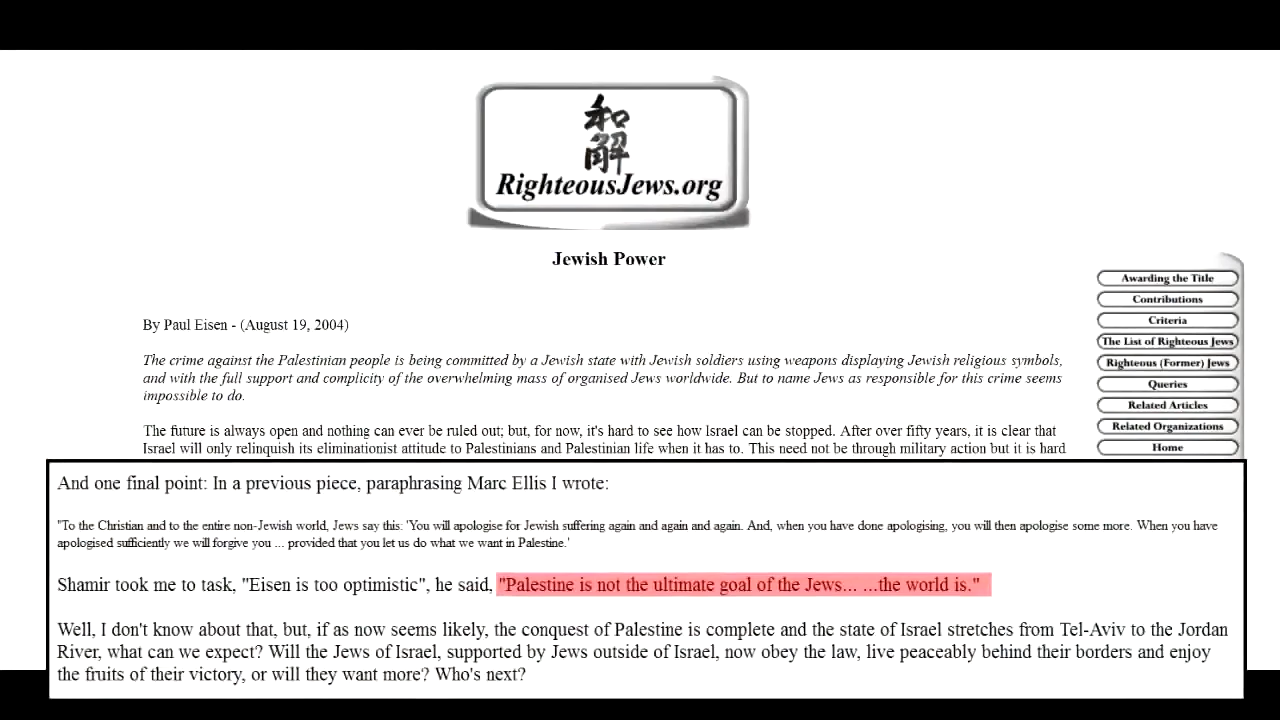 和
解
RighteousJews.org
Jewish Power
By Paul Eisen - (August 19, 2004)
The crime against the Palestinian people is being committed by a Jewish state with Jewish soldiers using weapons displaying Jewish religious symbols,
and with the full support and complicity of the overwhelming mass of organised Jews worldwide. But to name Jews as responsible for this crime seems
impossible to do.
The future is always open and nothing can ever be ruled out; but, for now, it's hard to see how Israel can be stopped. After over fifty years, it is clear that
Israel will only relinquish its eliminationist attitude to Palestinians and Palestinian life when it has to. This need not be through military action but it is hard
Awarding the Title
Contributions
Criteria
The List of Righteous Jews
Righteous (Former) Jews
Queries
Related Articles
Related Organizations
Home
And one final point: In a previous piece, paraphrasing Marc Ellis I wrote:
"To the Christian and to the entire non-Jewish world, Jews say this: 'You will apologise for Jewish suffering again and again and again. And, when you have done apologising, you will then apologise some more. When you have
apologised sufficiently we will forgive you ... provided that you let us do what we want in Palestine.'
Shamir took me to task, "Eisen is too optimistic", he said, "Palestine is not the ultimate goal of the Jews... ...the world is."
Well, I don't know about that, but, if as now seems likely, the conquest of Palestine is complete and the state of Israel stretches from Tel-Aviv to the Jordan
River, what can we expect? Will the Jews of Israel, supported by Jews outside of Israel, now obey the law, live peaceably behind their borders and enjoy
the fruits of their victory, or will they want more? Who's next?